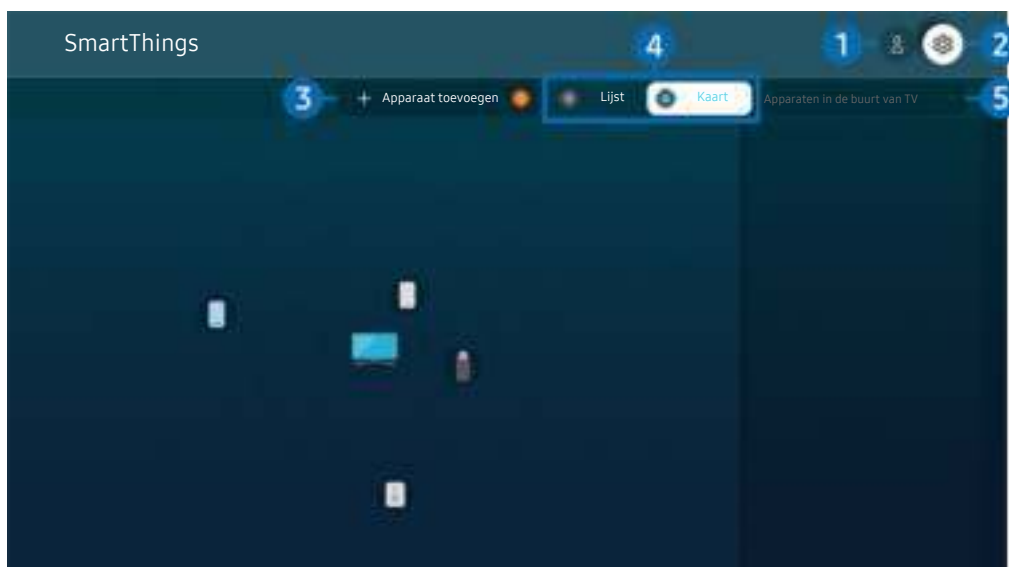 SmartThings
4
1
2
3
+ Apparaat toevoegen
Lijst
Kaart
Apparaten in de buurt van TV
5